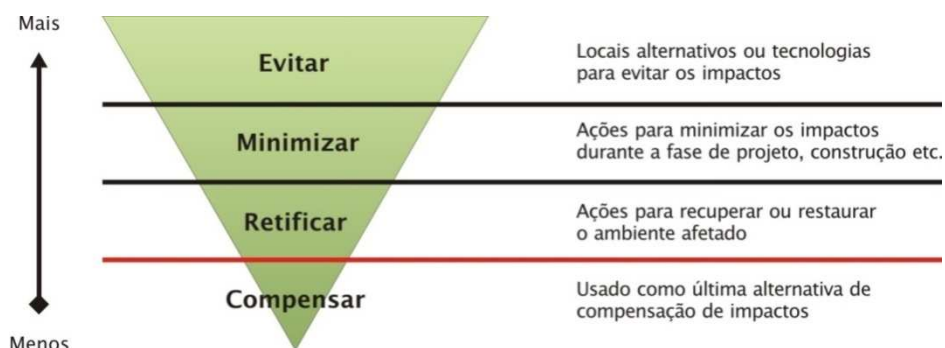 Mais
Evitar
Locais alternativos ou tecnologias
para evitar os impactos
Minimizar
Ações para minimizar os impactos
durante a fase de projeto, construção etc.
Retificar
Ações para recuperar ou restaurar
o ambiente afetado
Compensar
Usado como última alternativa de
compensação de impactos
Menos